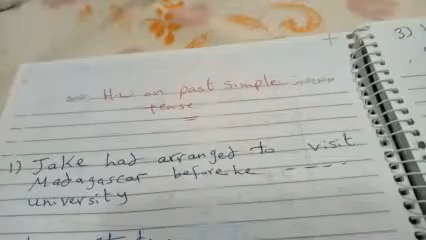 H.w on past simple
tense
3)
1) Jake had arranged to visit
Madagascar before he -----
university